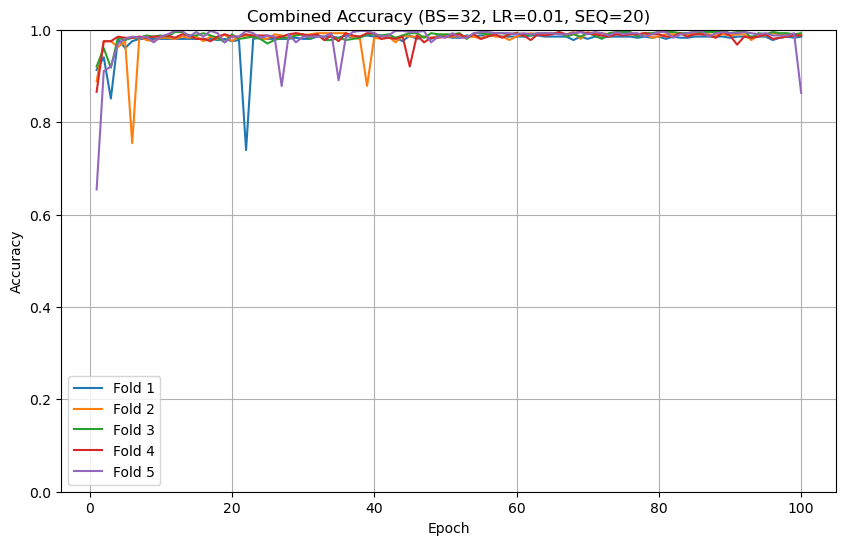 Combined Accuracy (BS=32, LR=0.01, SEQ=20)
1.0
0.8
0.6
0.4
0.2
0.0
Accuracy
Fold 1
Fold 2
Fold 3
Fold 4
Fold 5
0 20 40 60 80 100
Epoch